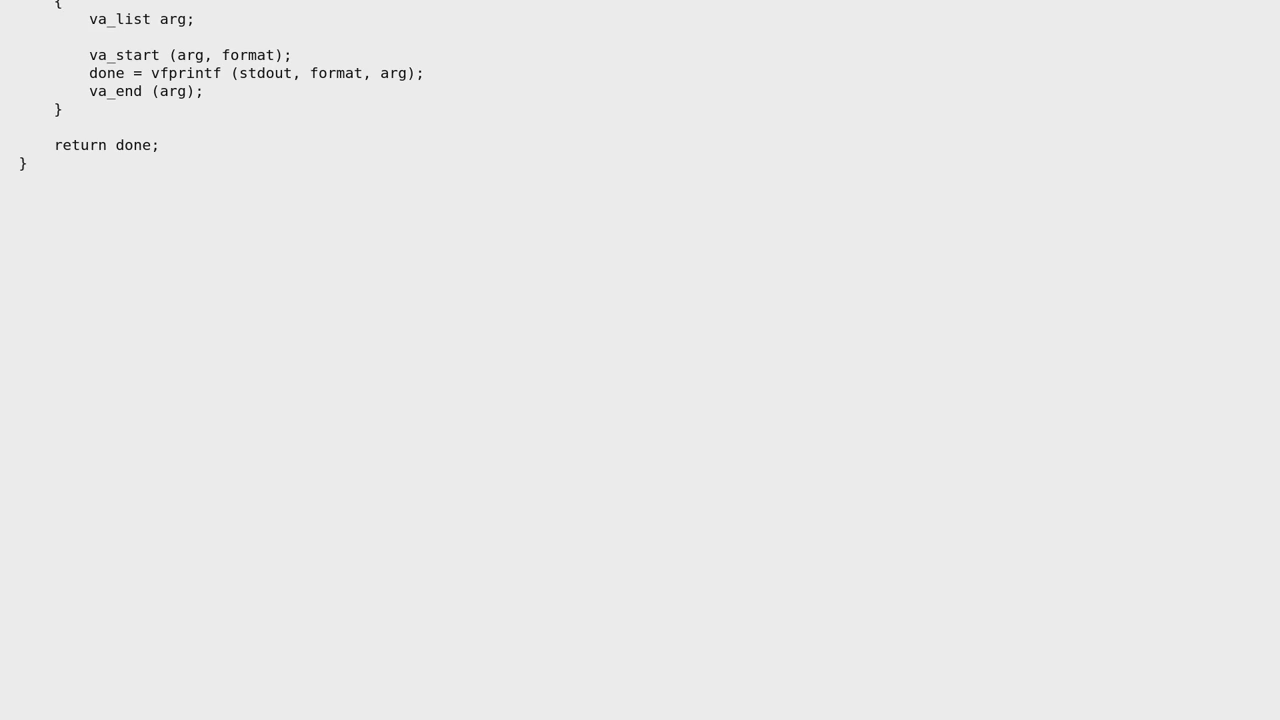 {
va_list arg;
va_start (arg, format);
done = vfprintf (stdout, format, arg);
va_end (arg);
}
return done;
}